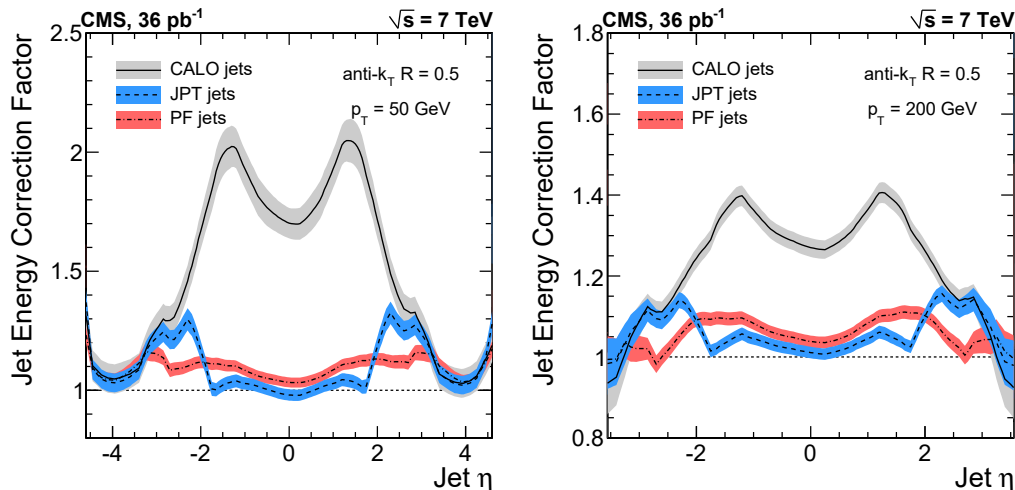 CMS, 36 pb⁻¹ √s = 7 TeV
Jet Energy Correction Factor
2.5
2
1.5
1
CALO jets
JPT jets
PF jets
anti-k_T R = 0.5
p_T = 50 GeV
-4 -2 0 2 4
Jet η
CMS, 36 pb⁻¹ √s = 7 TeV
Jet Energy Correction Factor
1.8
1.6
1.4
1.2
1
0.8
CALO jets
JPT jets
PF jets
anti-k_T R = 0.5
p_T = 200 GeV
-2 0 2
Jet η